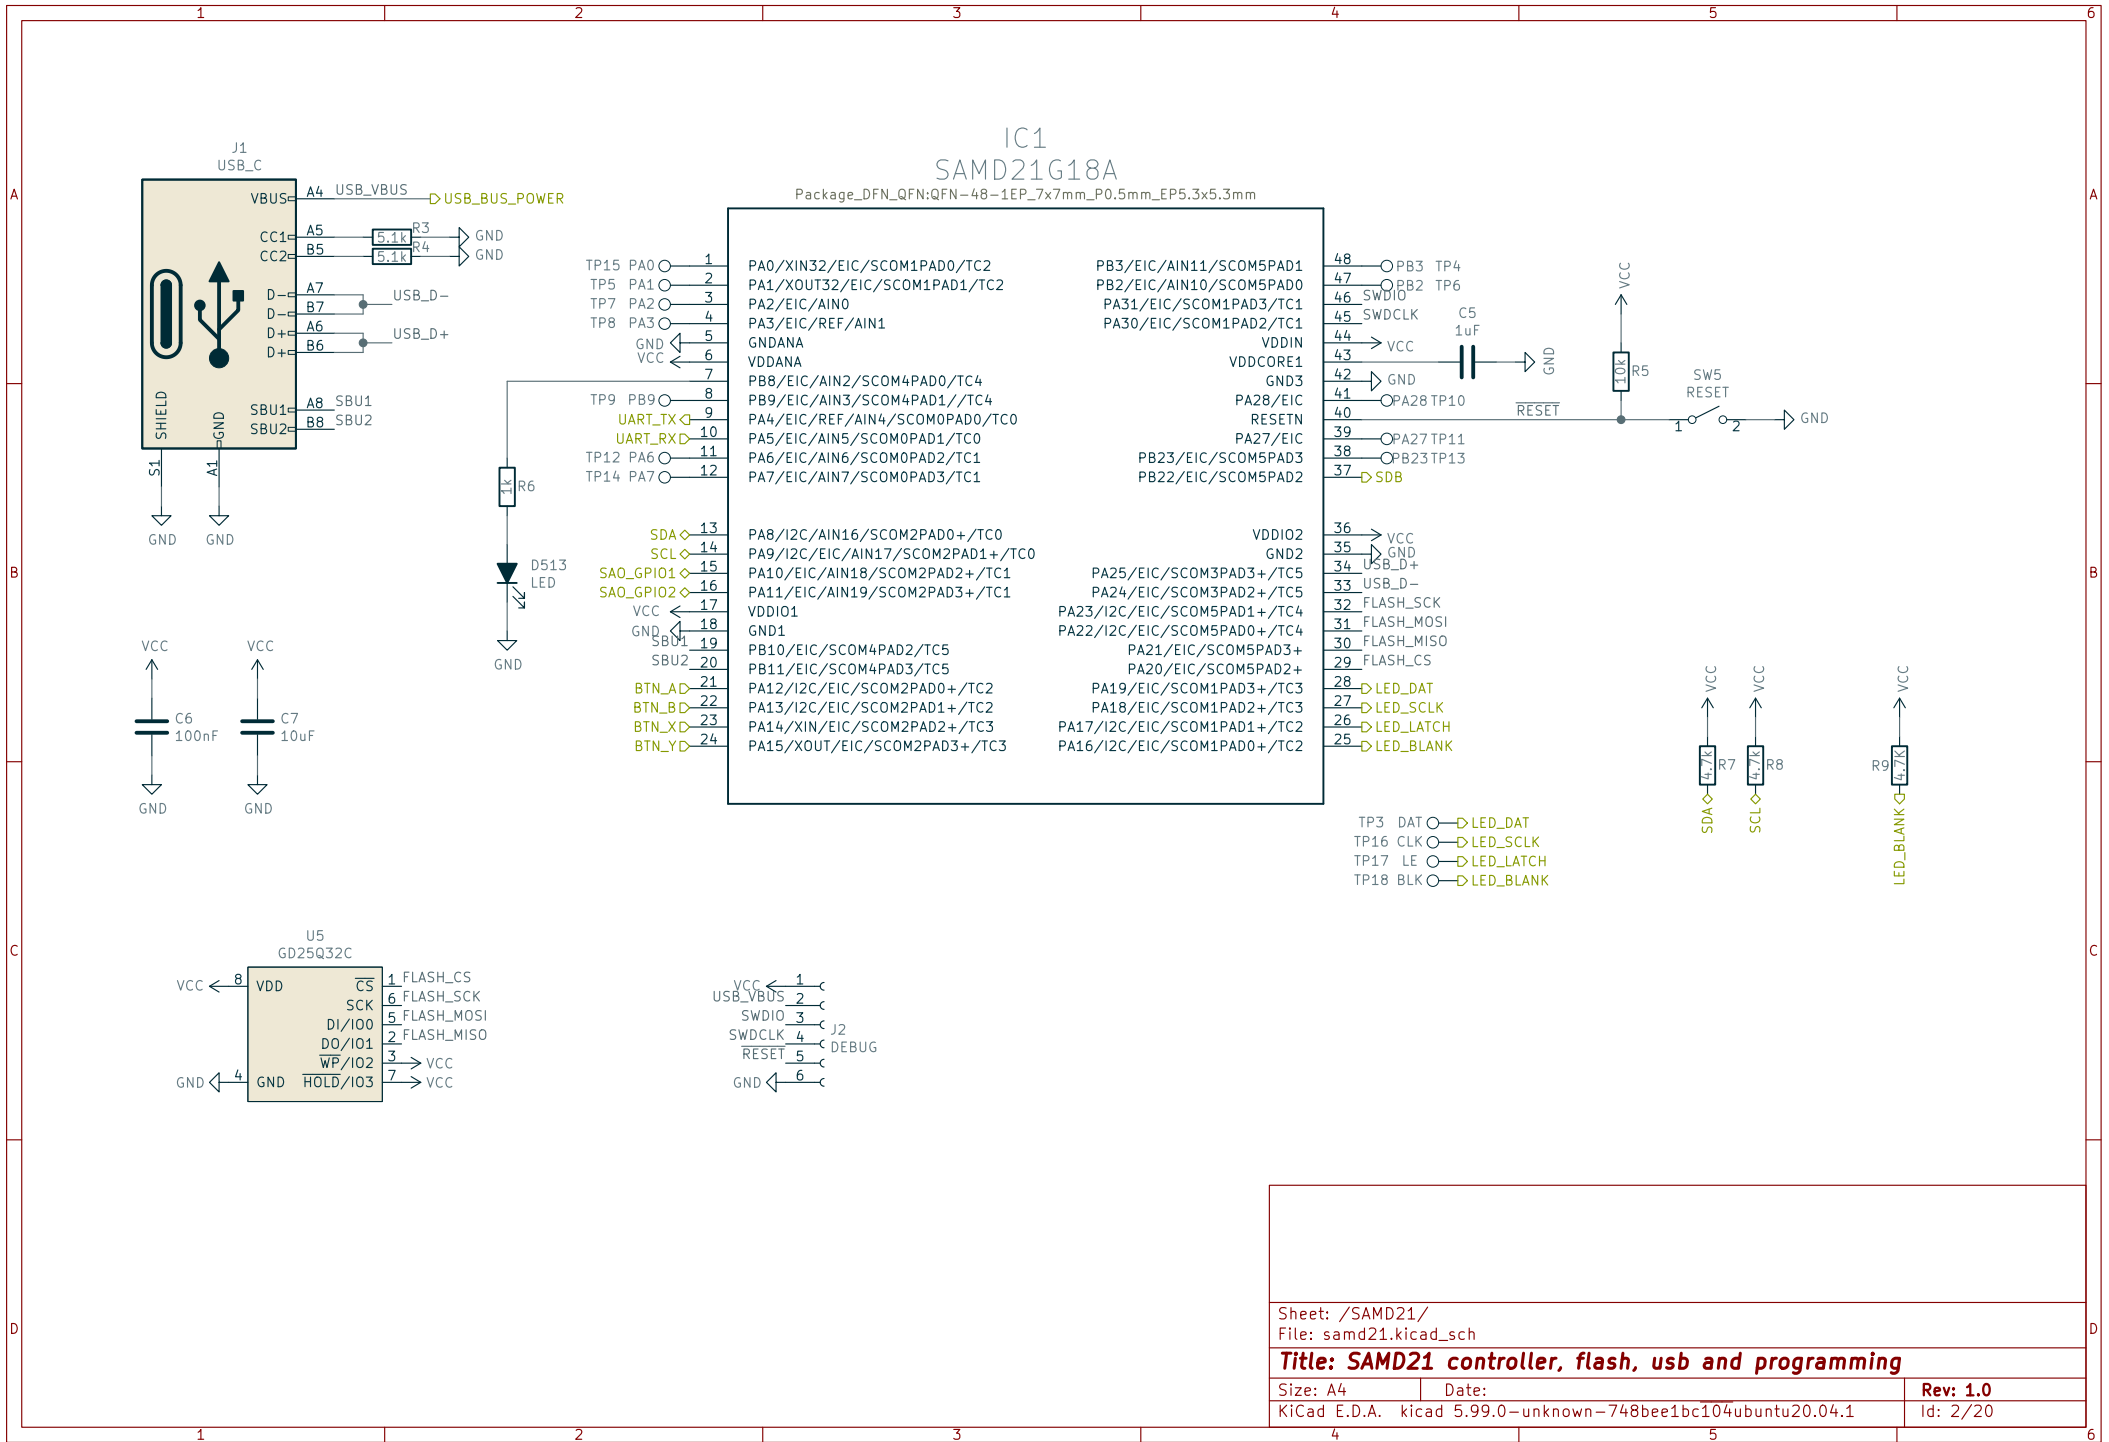 1 2 3 4 5 6
A
B
C
D
A
B
C
D
1 2 3 4 5 6
J1
USB_C
VBUS A4 USB_VBUS USB_BUS_POWER
CC1 A5 5.1k R3 GND
CC2 B5 5.1k R4 GND
D- A7 USB_D-
D- B7
D+ A6 USB_D+
D+ B6
SBU1 A8 SBU1
SBU2 B8 SBU2
SHIELD
GND
S1
A1
GND
GND
1k R6
D513
LED
GND
VCC
C6
100nF
GND
VCC
C7
10uF
GND
IC1
SAMD21G18A
Package_DFN_QFN:QFN-48-1EP_7x7mm_P0.5mm_EP5.3x5.3mm
TP15 PA0 1 PA0/XIN32/EIC/SCOM1PAD0/TC2
TP5 PA1 2 PA1/XOUT32/EIC/SCOM1PAD1/TC2
TP7 PA2 3 PA2/EIC/AIN0
TP8 PA3 4 PA3/EIC/REF/AIN1
GND 5 GNDANA
VCC 6 VDDANA
7 PB8/EIC/AIN2/SCOM4PAD0/TC4
TP9 PB9 8 PB9/EIC/AIN3/SCOM4PAD1//TC4
UART_TX 9 PA4/EIC/REF/AIN4/SCOM0PAD0/TC0
UART_RX 10 PA5/EIC/AIN5/SCOM0PAD1/TC0
TP12 PA6 11 PA6/EIC/AIN6/SCOM0PAD2/TC1
TP14 PA7 12 PA7/EIC/AIN7/SCOM0PAD3/TC1
SDA 13 PA8/I2C/AIN16/SCOM2PAD0+/TC0
SCL 14 PA9/I2C/EIC/AIN17/SCOM2PAD1+/TC0
SAO_GPIO1 15 PA10/EIC/AIN18/SCOM2PAD2+/TC1
SAO_GPIO2 16 PA11/EIC/AIN19/SCOM2PAD3+/TC1
VCC 17 VDDIO1
GND 18 GND1
SBU1 19 PB10/EIC/SCOM4PAD2/TC5
SBU2 20 PB11/EIC/SCOM4PAD3/TC5
BTN_A 21 PA12/I2C/EIC/SCOM2PAD0+/TC2
BTN_B 22 PA13/I2C/EIC/SCOM2PAD1+/TC2
BTN_X 23 PA14/XIN/EIC/SCOM2PAD2+/TC3
BTN_Y 24 PA15/XOUT/EIC/SCOM2PAD3+/TC3
PB3/EIC/AIN11/SCOM5PAD1 48 PB3 TP4
PB2/EIC/AIN10/SCOM5PAD0 47 PB2 TP6
PA31/EIC/SCOM1PAD3/TC1 46 SWDIO
PA30/EIC/SCOM1PAD2/TC1 45 SWDCLK
VDDIN 44 VCC
VDDCORE1 43
GND3 42 GND
PA28/EIC 41 PA28 TP10
RESETN 40 RESET
PA27/EIC 39 PA27 TP11
PB23/EIC/SCOM5PAD3 38 PB23 TP13
PB22/EIC/SCOM5PAD2 37 SDB
VDDIO2 36 VCC
GND2 35 GND
PA25/EIC/SCOM3PAD3+/TC5 34 USB_D+
PA24/EIC/SCOM3PAD2+/TC5 33 USB_D-
PA23/I2C/EIC/SCOM5PAD1+/TC4 32 FLASH_SCK
PA22/I2C/EIC/SCOM5PAD0+/TC4 31 FLASH_MOSI
PA21/EIC/SCOM5PAD3+ 30 FLASH_MISO
PA20/EIC/SCOM5PAD2+ 29 FLASH_CS
PA19/EIC/SCOM1PAD3+/TC3 28 LED_DAT
PA18/EIC/SCOM1PAD2+/TC3 27 LED_SCLK
PA17/I2C/EIC/SCOM1PAD1+/TC2 26 LED_LATCH
PA16/I2C/EIC/SCOM1PAD0+/TC2 25 LED_BLANK
C5
1uF
GND
VCC
10k R5
SW5
RESET
1 2 GND
VCC VCC VCC
4.7k R7 4.7k R8 R9 4.7K
SDA SCL LED_BLANK
TP3 DAT LED_DAT
TP16 CLK LED_SCLK
TP17 LE LED_LATCH
TP18 BLK LED_BLANK
U5
GD25Q32C
VCC 8 VDD CS 1 FLASH_CS
SCK 6 FLASH_SCK
DI/IO0 5 FLASH_MOSI
DO/IO1 2 FLASH_MISO
WP/IO2 3 VCC
GND 4 GND HOLD/IO3 7 VCC
VCC 1
USB_VBUS 2
SWDIO 3
SWDCLK 4
RESET 5
GND 6
J2
DEBUG
Sheet: /SAMD21/
File: samd21.kicad_sch
Title: SAMD21 controller, flash, usb and programming
Size: A4 Date: Rev: 1.0
KiCad E.D.A. kicad 5.99.0-unknown-748bee1bc104ubuntu20.04.1 Id: 2/20